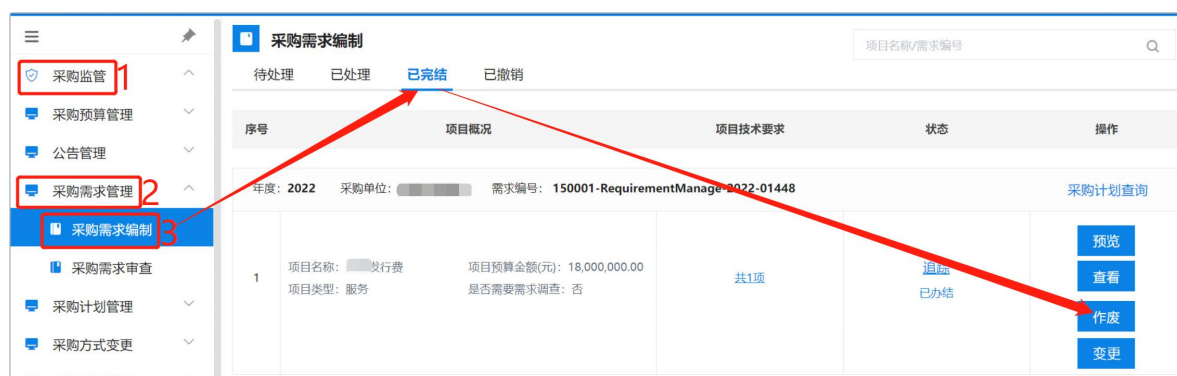 采购需求编制
项目名称/需求编号
采购监管 1
待处理 已处理 已完结 已撤销
采购预算管理
序号 项目概况 项目技术要求 状态 操作
公告管理
采购需求管理 2
年度：2022 采购单位： 需求编号：150001-RequirementManage-2022-01448 采购计划查询
采购需求编制 3
预览
采购需求审查
1 项目名称： 发行费 项目预算金额(元)：18,000,000.00 共1项 追踪 查看
项目类型：服务 是否需要需求调查：否 已办结
采购计划管理
作废
采购方式变更
变更